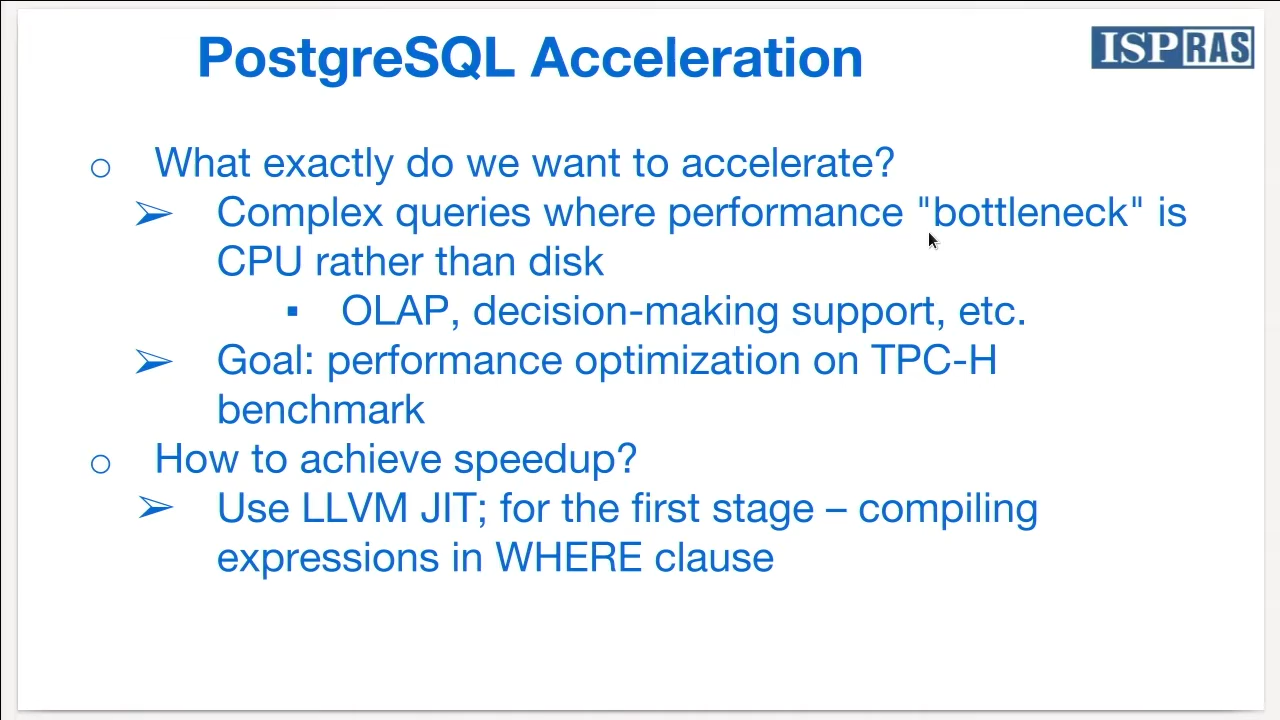 PostgreSQL Acceleration
ISPRAS
What exactly do we want to accelerate?
Complex queries where performance "bottleneck" is
CPU rather than disk
OLAP, decision-making support, etc.
Goal: performance optimization on TPC-H
benchmark
How to achieve speedup?
Use LLVM JIT; for the first stage – compiling
expressions in WHERE clause